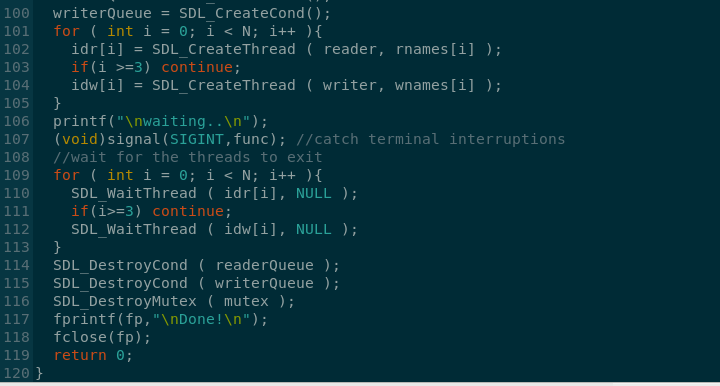 100   writerQueue = SDL_CreateCond();
101   for ( int i = 0; i < N; i++ ){
102     idr[i] = SDL_CreateThread ( reader, rnames[i] );
103     if(i >=3) continue;
104     idw[i] = SDL_CreateThread ( writer, wnames[i] );
105   }
106   printf("\nwaiting..\n");
107   (void)signal(SIGINT,func); //catch terminal interruptions
108   //wait for the threads to exit
109   for ( int i = 0; i < N; i++ ){
110     SDL_WaitThread ( idr[i], NULL );
111     if(i>=3) continue;
112     SDL_WaitThread ( idw[i], NULL );
113   }
114   SDL_DestroyCond ( readerQueue );
115   SDL_DestroyCond ( writerQueue );
116   SDL_DestroyMutex ( mutex );
117   fprintf(fp,"\nDone!\n");
118   fclose(fp);
119   return 0;
120 }